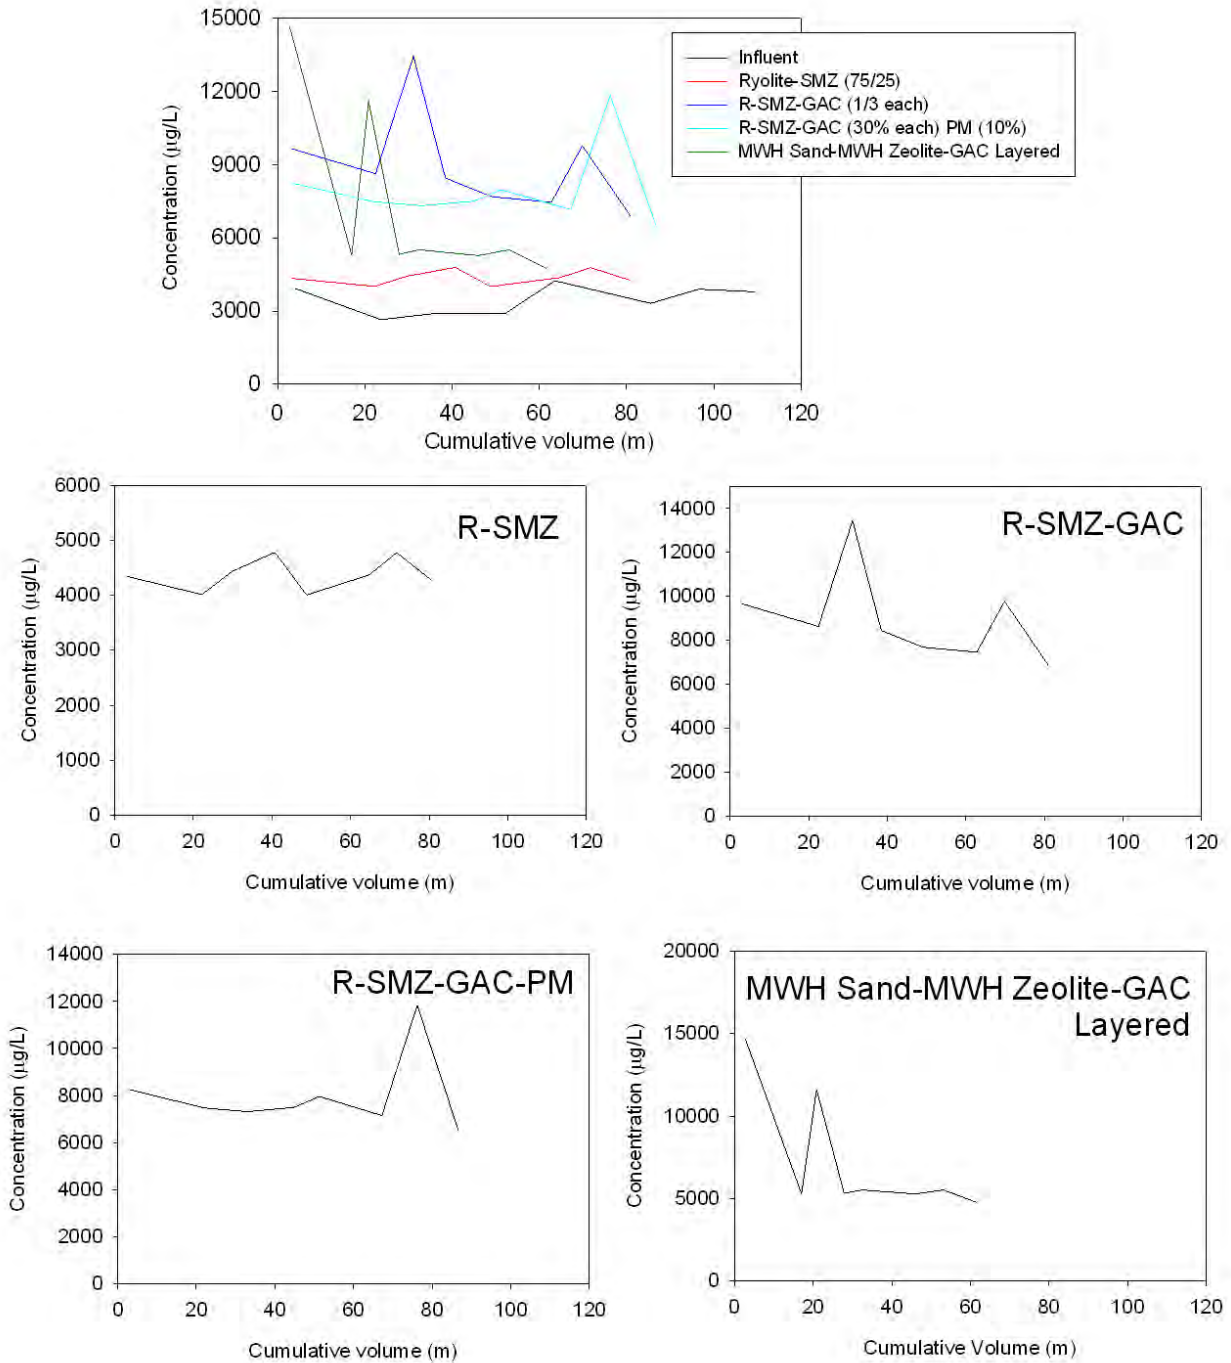 15000
12000
9000
6000
3000
0
Concentration (µg/L)
0 20 40 60 80 100 120
Cumulative volume (m)
Influent
Ryolite-SMZ (75/25)
R-SMZ-GAC (1/3 each)
R-SMZ-GAC (30% each) PM (10%)
MWH Sand-MWH Zeolite-GAC Layered
R-SMZ
6000
5000
4000
3000
2000
1000
0
Concentration (µg/L)
0 20 40 60 80 100 120
Cumulative volume (m)
R-SMZ-GAC
14000
12000
10000
8000
6000
4000
2000
0
Concentration (µg/L)
0 20 40 60 80 100 120
Cumulative volume (m)
R-SMZ-GAC-PM
14000
12000
10000
8000
6000
4000
2000
0
Concentration (µg/L)
0 20 40 60 80 100 120
Cumulative volume (m)
MWH Sand-MWH Zeolite-GAC
Layered
20000
15000
10000
5000
0
Concentration (µg/L)
0 20 40 60 80 100 120
Cumulative Volume (m)